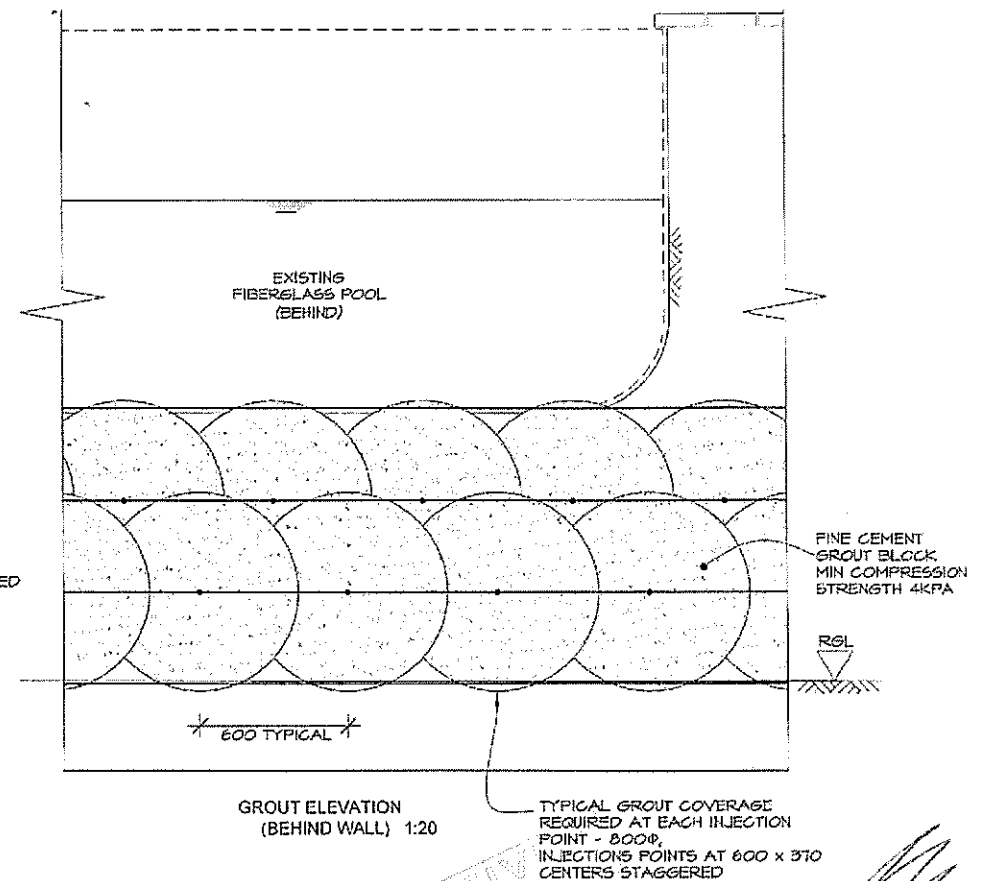 EXISTING
FIBERGLASS POOL
(BEHIND)
FINE CEMENT
GROUT BLOCK
MIN COMPRESSION
STRENGTH 4KPA
ED
RGL
600 TYPICAL
GROUT ELEVATION
(BEHIND WALL) 1:20
TYPICAL GROUT COVERAGE
REQUIRED AT EACH INJECTION
POINT - 800Φ,
INJECTIONS POINTS AT 600 x 370
CENTERS STAGGERED